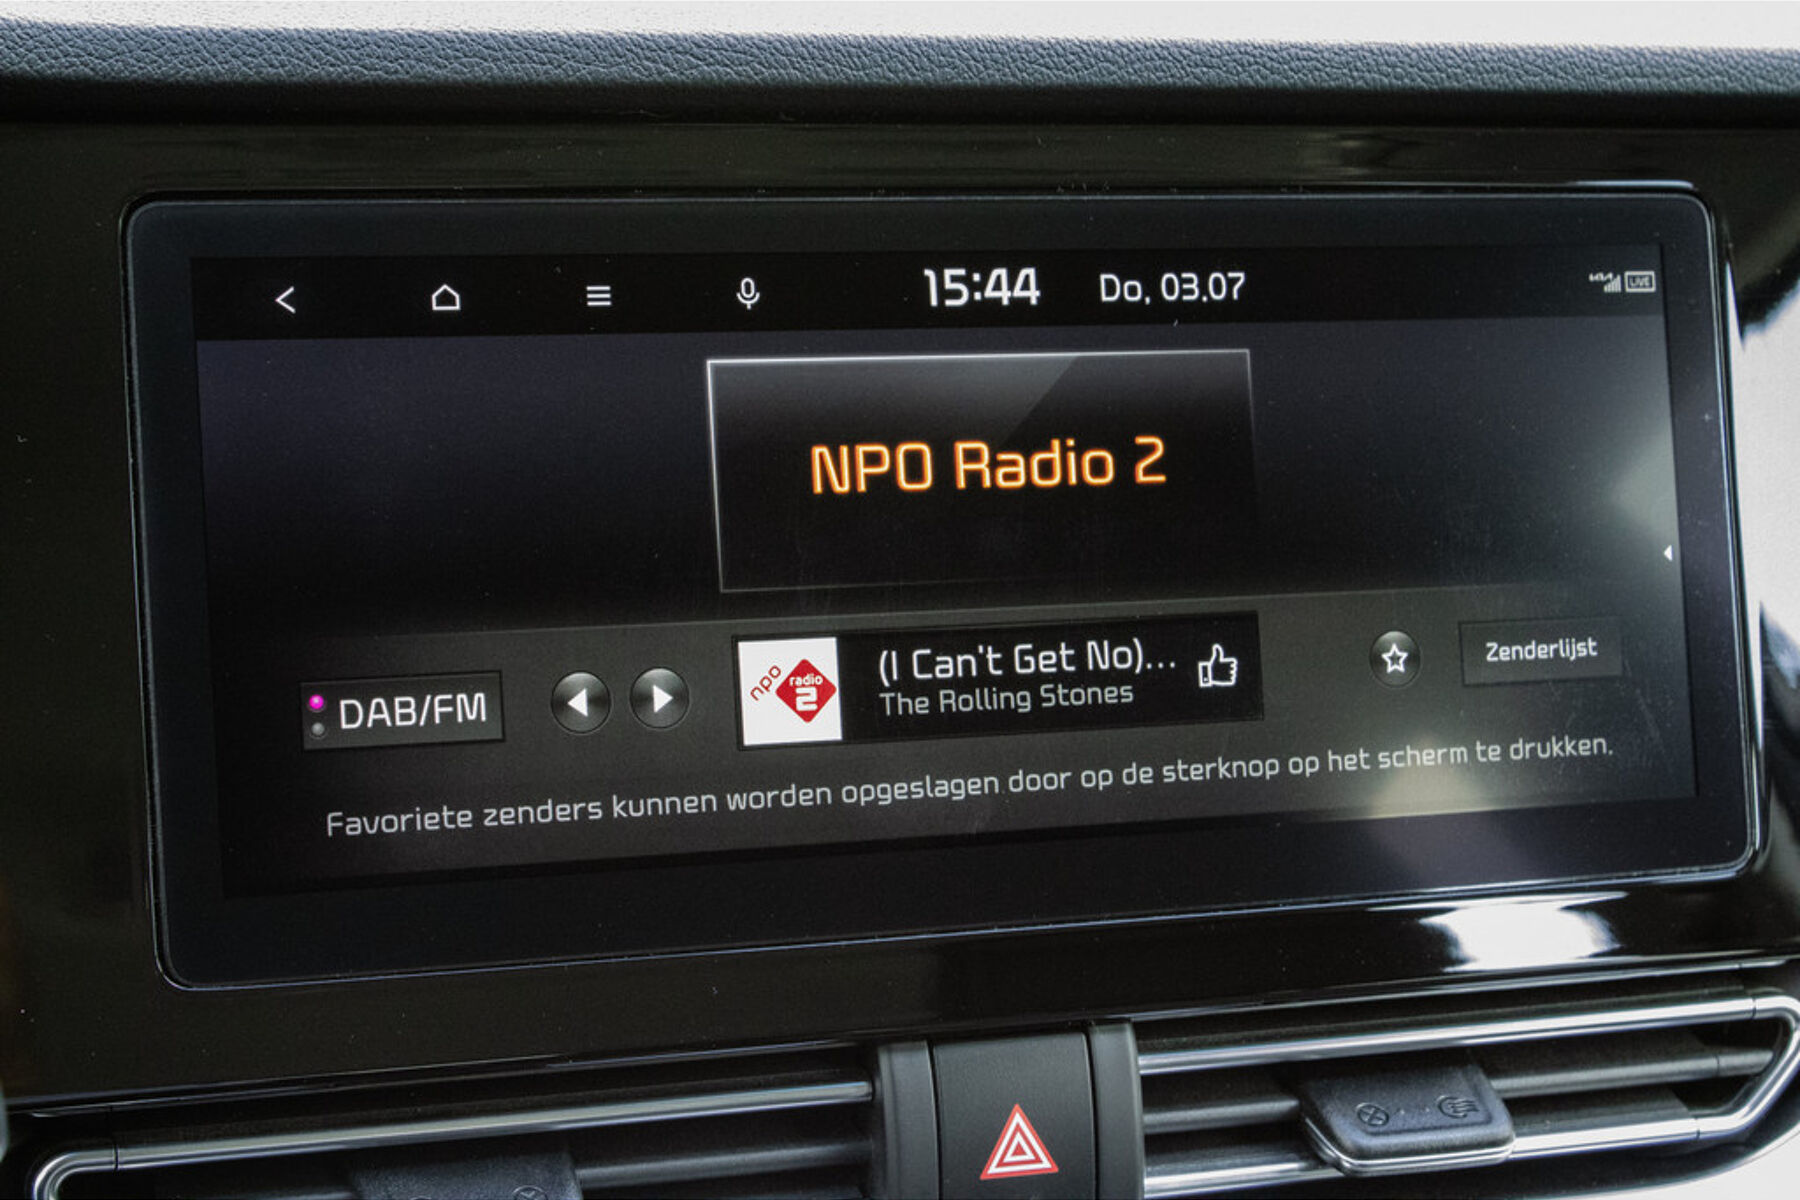 15:44 Do, 03.07
LIVE
NPO Radio 2
DAB/FM
npo radio 2
(I Can't Get No)...
The Rolling Stones
Zenderlijst
Favoriete zenders kunnen worden opgeslagen door op de sterknop op het scherm te drukken.